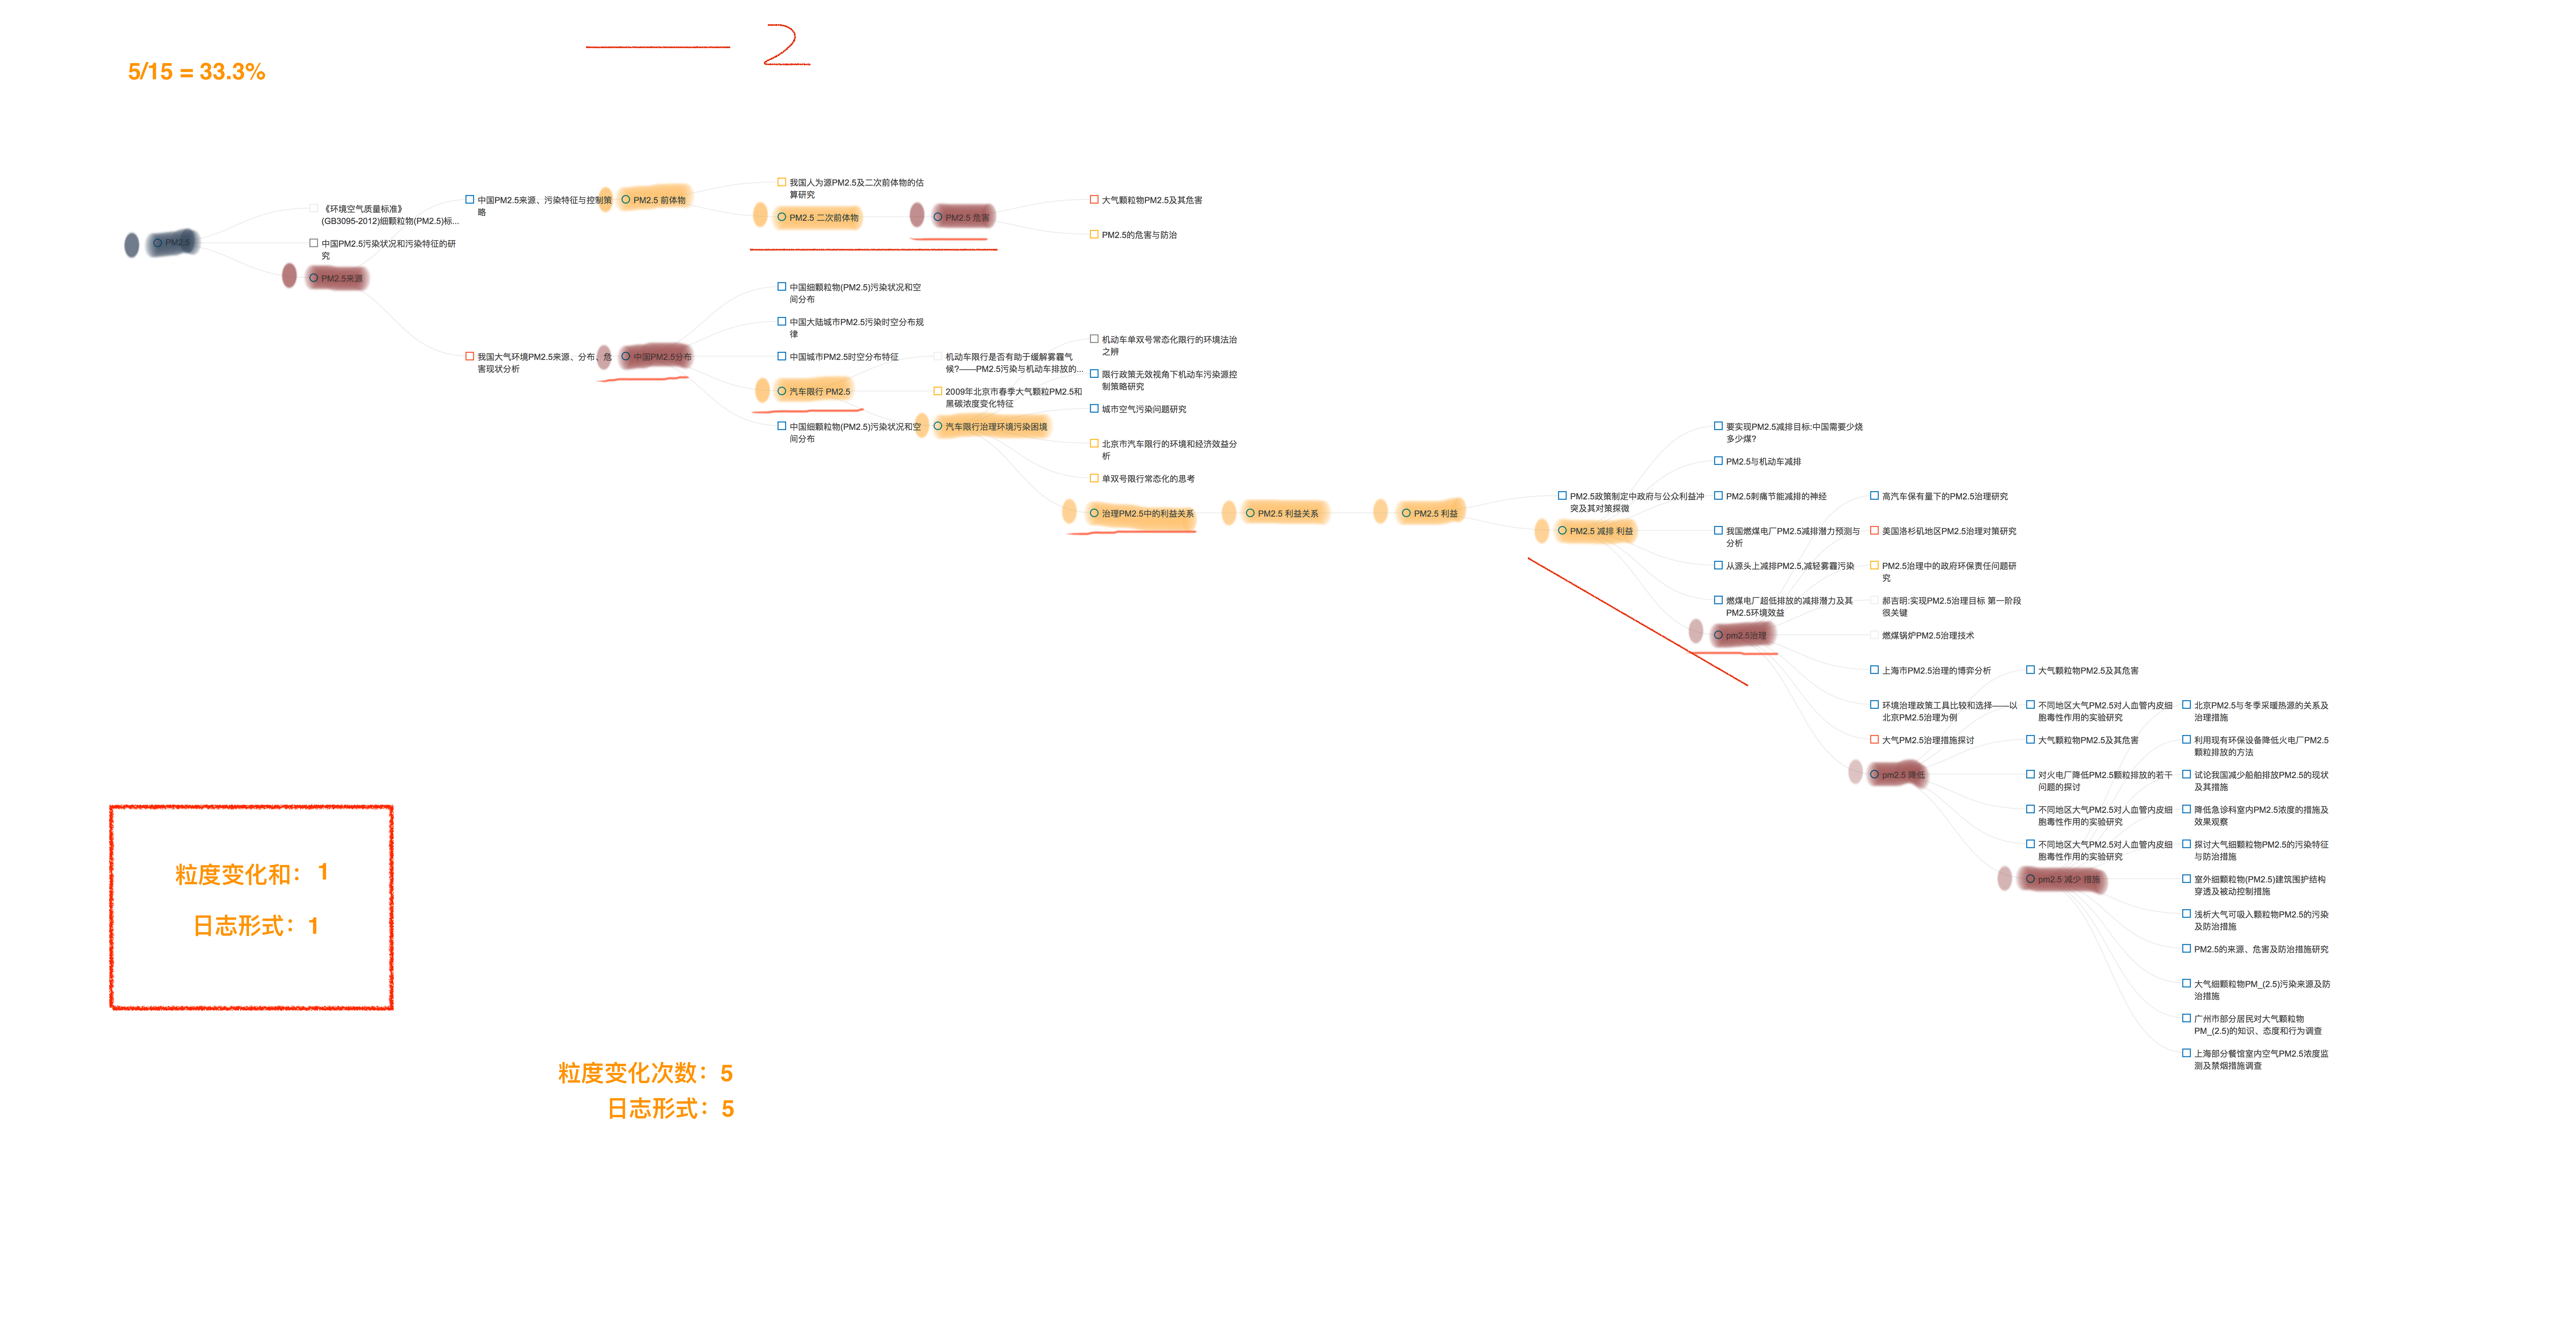 2
5/15 = 33.3%
PM2.5
《环境空气质量标准》
(GB3095-2012)细颗粒物(PM2.5)标...
中国PM2.5污染状况和污染特征的研
究
PM2.5来源
中国PM2.5来源、污染特征与控制策
略
PM2.5 前体物
我国人为源PM2.5及二次前体物的估
算研究
PM2.5 二次前体物
PM2.5 危害
大气颗粒物PM2.5及其危害
PM2.5的危害与防治
我国大气环境PM2.5来源、分布、危
害现状分析
中国PM2.5分布
中国细颗粒物(PM2.5)污染状况和空
间分布
中国大陆城市PM2.5污染时空分布规
律
中国城市PM2.5时空分布特征
汽车限行 PM2.5
中国细颗粒物(PM2.5)污染状况和空
间分布
机动车限行是否有助于缓解雾霾气
候?——PM2.5污染与机动车排放的...
2009年北京市春季大气颗粒PM2.5和
黑碳浓度变化特征
汽车限行治理环境污染困境
机动车单双号常态化限行的环境法治
之辨
限行政策无效视角下机动车污染源控
制策略研究
城市空气污染问题研究
北京市汽车限行的环境和经济效益分
析
单双号限行常态化的思考
治理PM2.5中的利益关系
PM2.5 利益关系
PM2.5 利益
PM2.5政策制定中政府与公众利益冲
突及其对策探微
PM2.5 减排 利益
要实现PM2.5减排目标:中国需要少烧
多少煤?
PM2.5与机动车减排
PM2.5刺痛节能减排的神经
我国燃煤电厂PM2.5减排潜力预测与
分析
从源头上减排PM2.5,减轻雾霾污染
燃煤电厂超低排放的减排潜力及其
PM2.5环境效益
pm2.5治理
高汽车保有量下的PM2.5治理研究
美国洛杉矶地区PM2.5治理对策研究
PM2.5治理中的政府环保责任问题研
究
郝吉明:实现PM2.5治理目标 第一阶段
很关键
燃煤锅炉PM2.5治理技术
上海市PM2.5治理的博弈分析
环境治理政策工具比较和选择——以
北京PM2.5治理为例
大气PM2.5治理措施探讨
pm2.5 降低
大气颗粒物PM2.5及其危害
不同地区大气PM2.5对人血管内皮细
胞毒性作用的实验研究
大气颗粒物PM2.5及其危害
对火电厂降低PM2.5颗粒排放的若干
问题的探讨
不同地区大气PM2.5对人血管内皮细
胞毒性作用的实验研究
不同地区大气PM2.5对人血管内皮细
胞毒性作用的实验研究
pm2.5 减少 措施
北京PM2.5与冬季采暖热源的关系及
治理措施
利用现有环保设备降低火电厂PM2.5
颗粒排放的方法
试论我国减少船舶排放PM2.5的现状
及其措施
降低急诊科室内PM2.5浓度的措施及
效果观察
探讨大气细颗粒物PM2.5的污染特征
与防治措施
室外细颗粒物(PM2.5)建筑围护结构
穿透及被动控制措施
浅析大气可吸入颗粒物PM2.5的污染
及防治措施
PM2.5的来源、危害及防治措施研究
大气细颗粒物PM_(2.5)污染来源及防
治措施
广州市部分居民对大气颗粒物
PM_(2.5)的知识、态度和行为调查
上海部分餐馆室内空气PM2.5浓度监
测及禁烟措施调查
粒度变化和：1
日志形式：1
粒度变化次数：5
日志形式：5